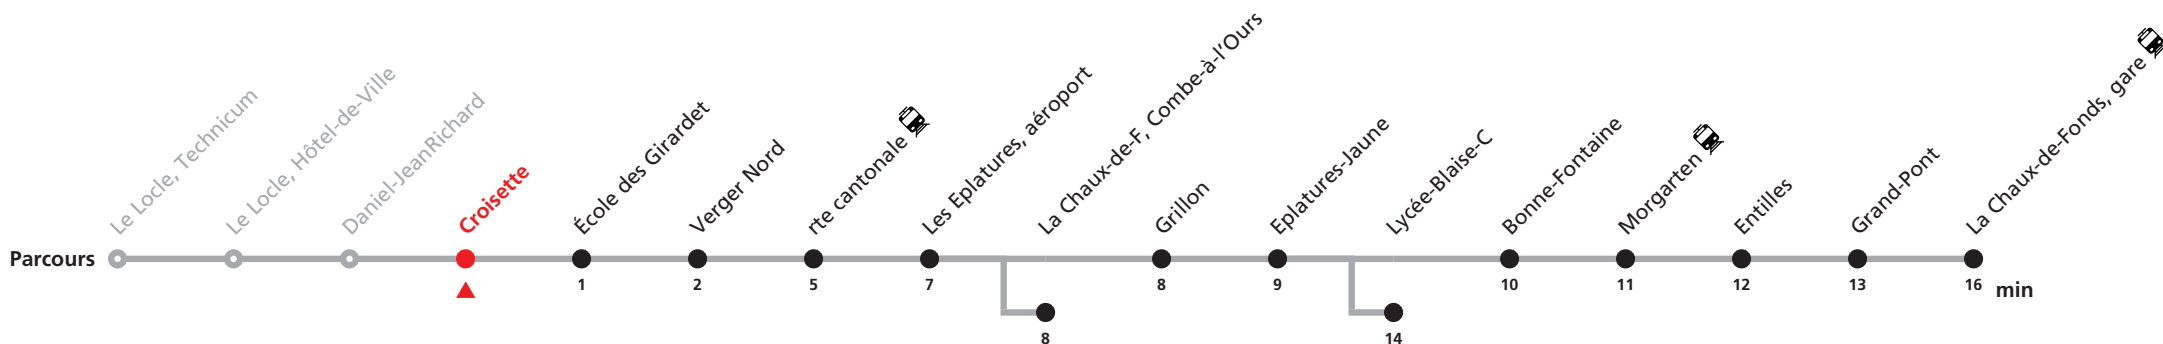 Le Locle, Technicum
Le Locle, Hôtel-de-Ville
Daniel-JeanRichard
Croisette
École des Girardet
Verger Nord
rte cantonale
Les Eplatures, aéroport
La Chaux-de-F, Combe-à-l'Ours
Grillon
Eplatures-Jaune
Lycée-Blaise-C
Bonne-Fontaine
Morgarten
Entilles
Grand-Pont
La Chaux-de-Fonds, gare
Parcours
1 2 5 7 8 9 10 11 12 13 16 min
8 14